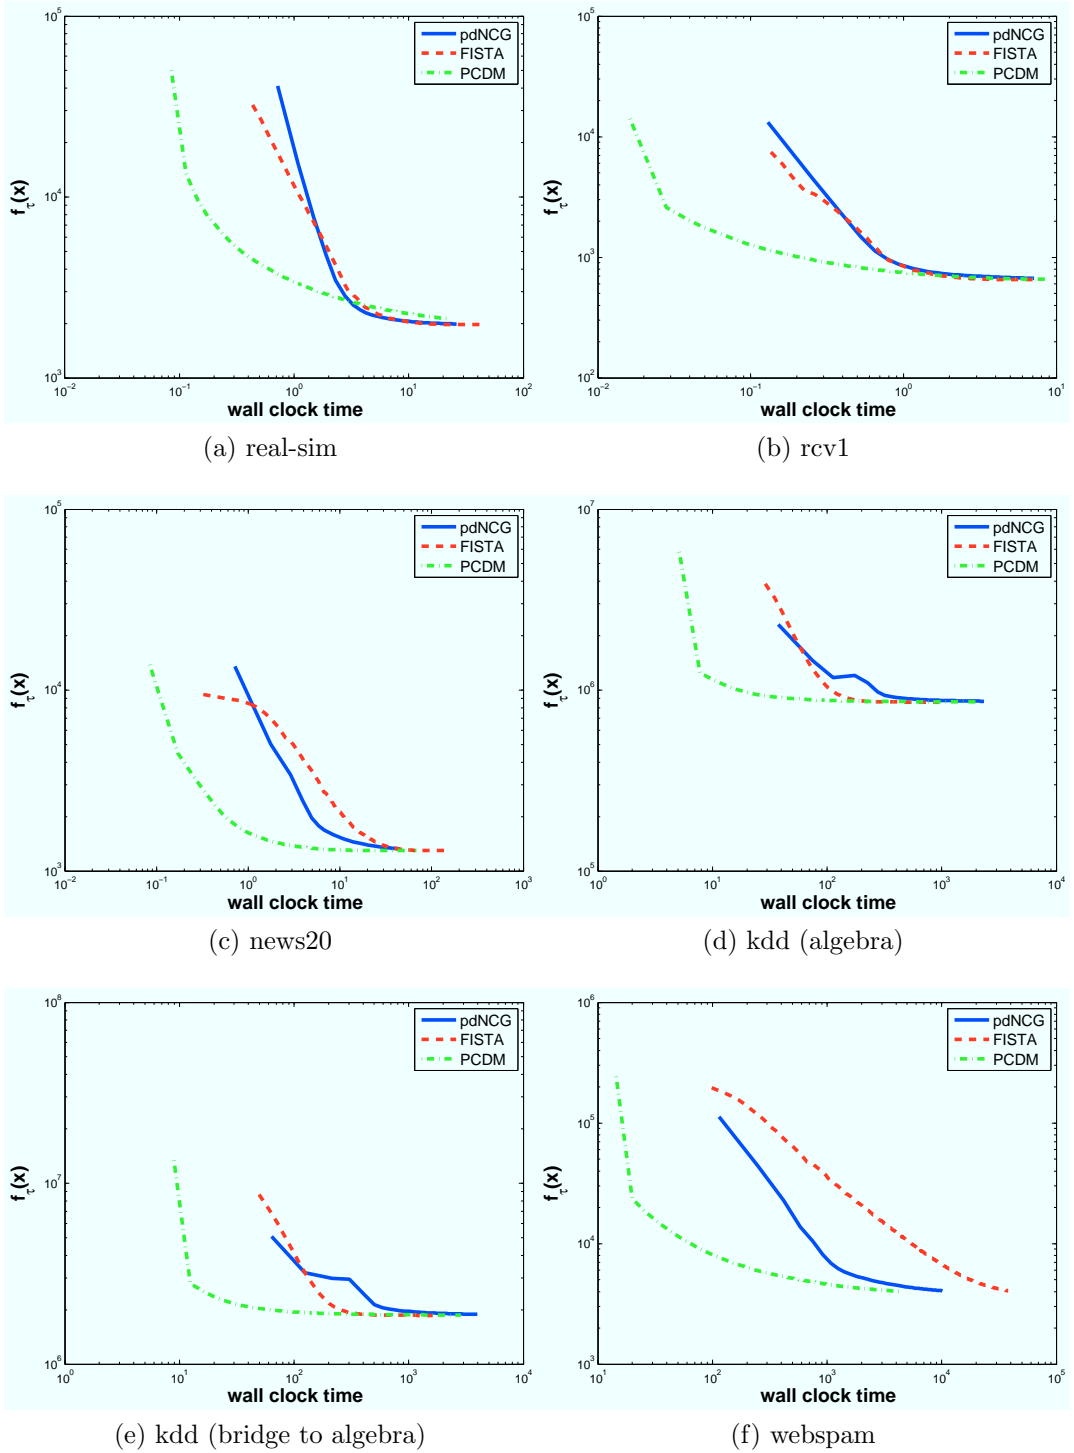 10^5
pdNCG
FISTA
PCDM
10^4
f_τ(x)
10^3
10^−2 10^−1 10^0 10^1 10^2
wall clock time
(a) real-sim
10^5
pdNCG
FISTA
PCDM
10^4
f_τ(x)
10^3
10^2
10^−2 10^−1 10^0 10^1
wall clock time
(b) rcv1
10^5
pdNCG
FISTA
PCDM
10^4
f_τ(x)
10^3
10^−2 10^−1 10^0 10^1 10^2 10^3
wall clock time
(c) news20
10^7
pdNCG
FISTA
PCDM
10^6
f_τ(x)
10^5
10^0 10^1 10^2 10^3 10^4
wall clock time
(d) kdd (algebra)
10^8
pdNCG
FISTA
PCDM
10^7
f_τ(x)
10^6
10^0 10^1 10^2 10^3 10^4
wall clock time
(e) kdd (bridge to algebra)
10^6
pdNCG
FISTA
PCDM
10^5
f_τ(x)
10^4
10^3
10^1 10^2 10^3 10^4 10^5
wall clock time
(f) webspam